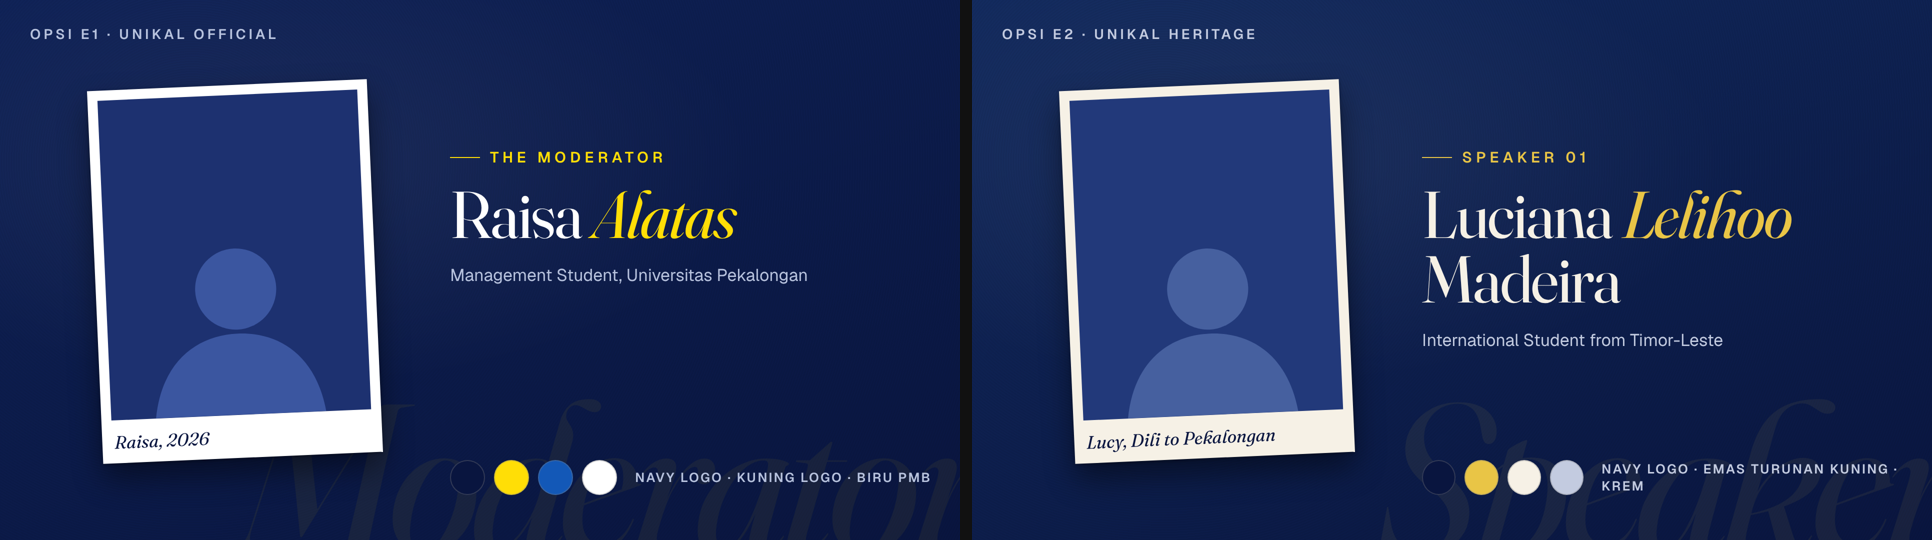 OPSI E1 · UNIKAL OFFICIAL
THE MODERATOR
Raisa Alatas
Management Student, Universitas Pekalongan
Raisa, 2026
Moderator
NAVY LOGO · KUNING LOGO · BIRU PMB
OPSI E2 · UNIKAL HERITAGE
SPEAKER 01
Luciana Lelihoo
Madeira
International Student from Timor-Leste
Lucy, Dili to Pekalongan
Speaker
NAVY LOGO · EMAS TURUNAN KUNING ·
KREM